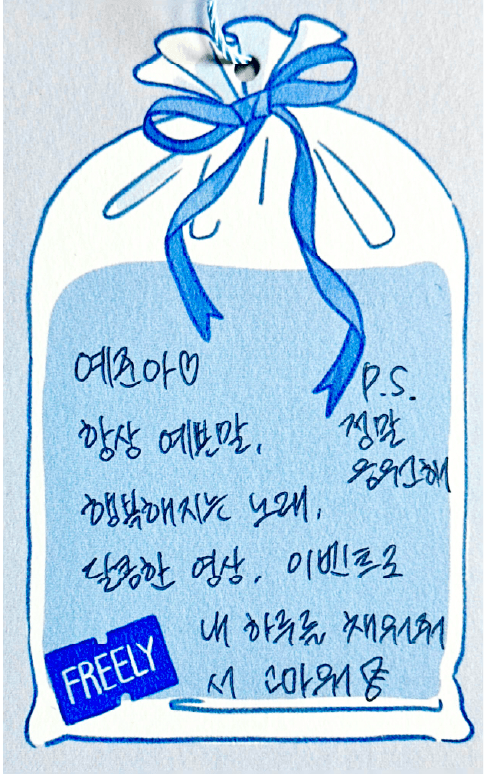 예준아♡
항상 예쁜말,
행복해지는 노래,
달콤한 영상, 이벤트로
내 하루를 채워줘
서 고마워용
P.S.
정말
응원해
FREELY